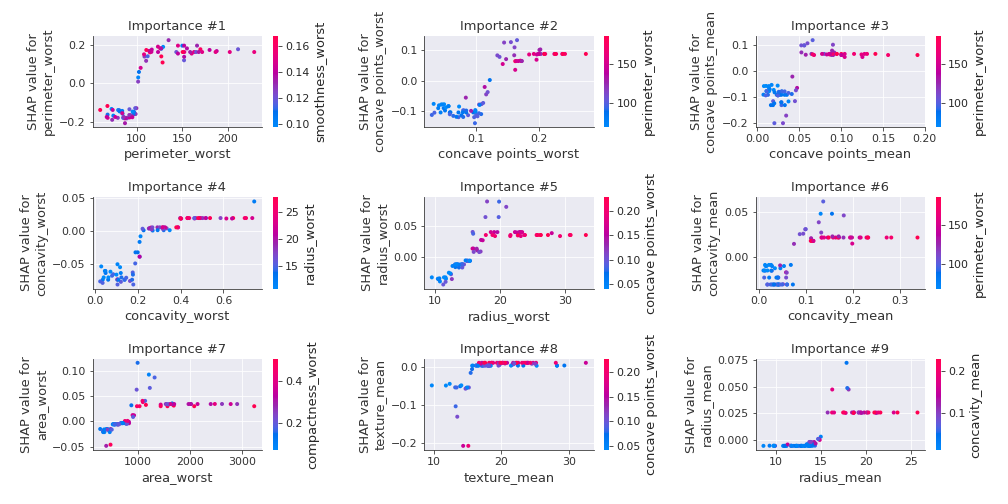 Importance #1
SHAP value for
perimeter_worst
0.2
0.0
−0.2
100
150
200
perimeter_worst
0.16
0.14
0.12
0.10
smoothness_worst
Importance #2
SHAP value for
concave points_worst
0.1
0.0
−0.1
0.1
0.2
concave points_worst
150
100
perimeter_worst
Importance #3
SHAP value for
concave points_mean
0.1
0.0
−0.1
−0.2
0.00
0.05
0.10
0.15
0.20
concave points_mean
150
100
perimeter_worst
Importance #4
SHAP value for
concavity_worst
0.05
0.00
−0.05
0.0
0.2
0.4
0.6
concavity_worst
25
20
15
radius_worst
Importance #5
SHAP value for
radius_worst
0.05
0.00
10
20
30
radius_worst
0.20
0.15
0.10
0.05
concave points_worst
Importance #6
SHAP value for
concavity_mean
0.05
0.00
0.0
0.1
0.2
0.3
concavity_mean
150
100
perimeter_worst
Importance #7
SHAP value for
area_worst
0.10
0.05
0.00
−0.05
1000
2000
3000
area_worst
0.4
0.2
compactness_worst
Importance #8
SHAP value for
texture_mean
0.0
−0.1
−0.2
10
20
30
texture_mean
0.20
0.15
0.10
0.05
concave points_worst
Importance #9
SHAP value for
radius_mean
0.075
0.050
0.025
0.000
10
15
20
25
radius_mean
0.2
0.1
concavity_mean